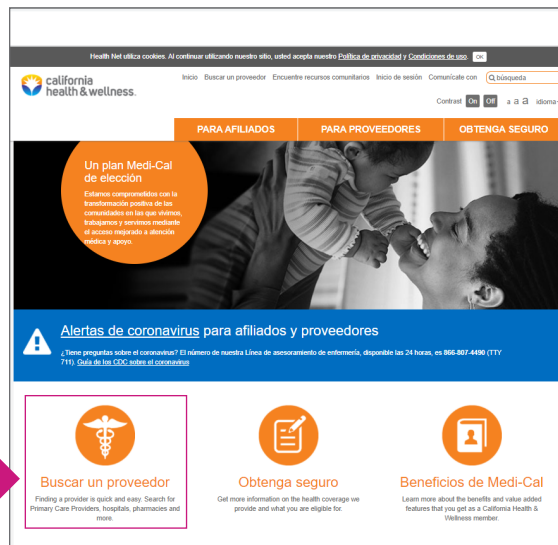 Health Net utiliza cookies. Al continuar utilizando nuestro sitio, usted acepta nuestro Política de privacidad y Condiciones de uso. OK
california
health & wellness.
Inicio Buscar un proveedor Encuentre recursos comunitarios Inicio de sesión Comunícate con búsqueda
Contrast On Off a a a idioma
PARA AFILIADOS PARA PROVEEDORES OBTENGA SEGURO
Un plan Medi-Cal
de elección
Estamos comprometidos con la
transformación positiva de las
comunidades en las que vivimos,
trabajamos y servimos mediante
el acceso mejorado a atención
médica y apoyo.
Alertas de coronavirus para afiliados y proveedores
¿Tiene preguntas sobre el coronavirus? El número de nuestra Línea de asesoramiento de enfermería, disponible las 24 horas, es 866-807-4490 (TTY
711). Guía de los CDC sobre el coronavirus
Buscar un proveedor
Finding a provider is quick and easy. Search for
Primary Care Providers, hospitals, pharmacies and
more.
Obtenga
seguro
Get more information on the health coverage we
provide and what you are eligible for.
Beneficios de Medi-Cal
Learn more about the benefits and value added
features that you get as a California Health &
Wellness member.